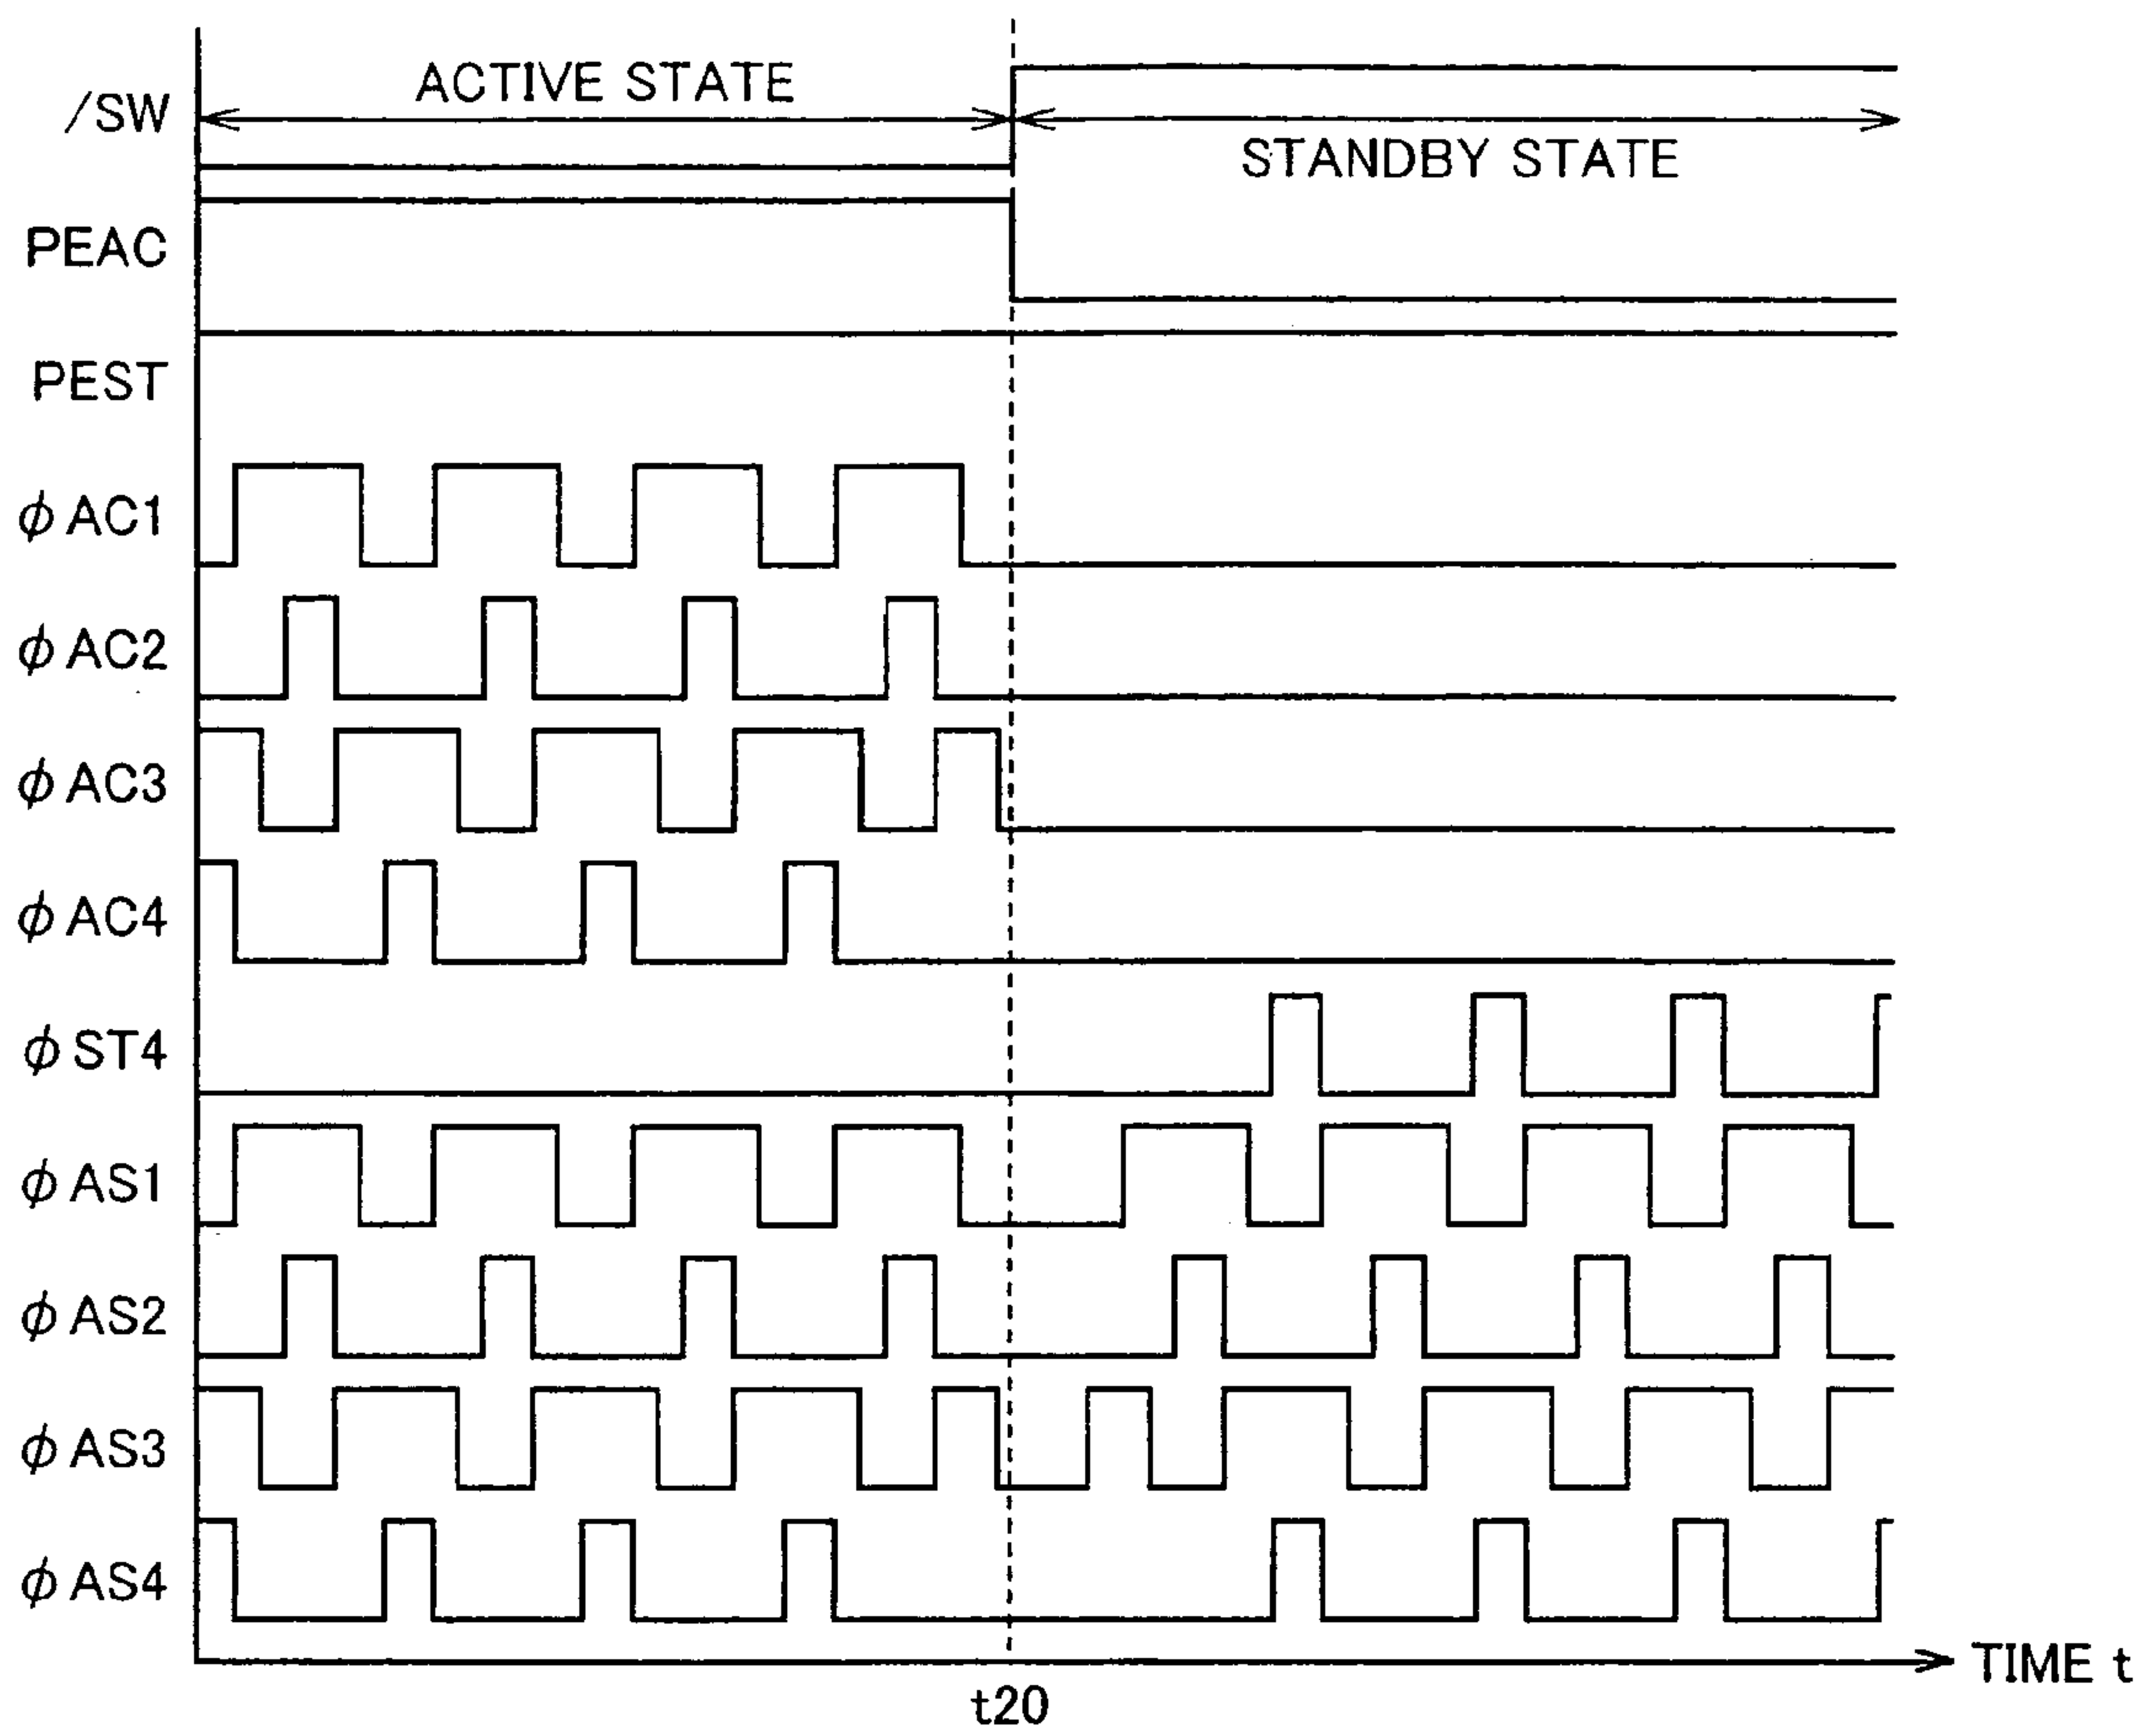 ACTIVE STATE
/SW
STANDBY STATE
PEAC
PEST
φAC1
φAC2
φAC3
φAC4
φST4
φAS1
φAS2
φAS3
φAS4
TIME t
t20